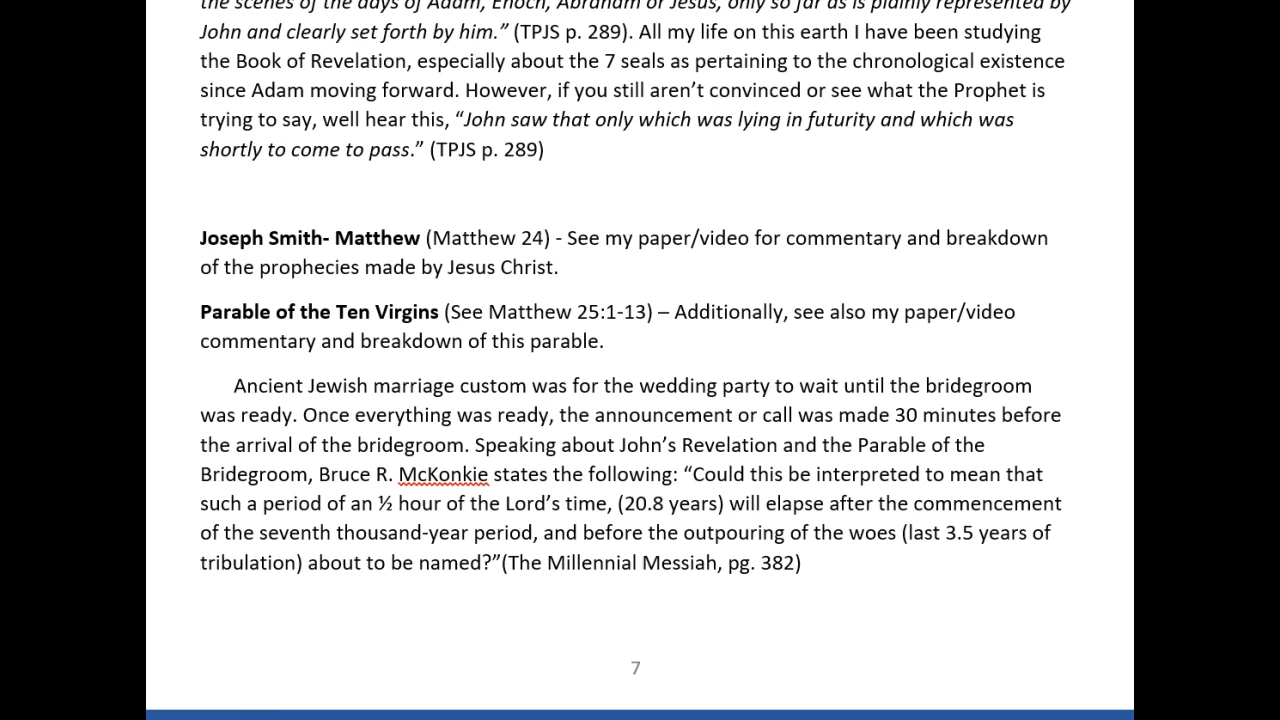 the scenes of the days of Adam, Enoch, Abraham or Jesus, only so far as is plainly represented by
John and clearly set forth by him.” (TPJS p. 289). All my life on this earth I have been studying
the Book of Revelation, especially about the 7 seals as pertaining to the chronological existence
since Adam moving forward. However, if you still aren’t convinced or see what the Prophet is
trying to say, well hear this, “John saw that only which was lying in futurity and which was
shortly to come to pass.” (TPJS p. 289)
Joseph Smith- Matthew (Matthew 24) - See my paper/video for commentary and breakdown
of the prophecies made by Jesus Christ.
Parable of the Ten Virgins (See Matthew 25:1-13) – Additionally, see also my paper/video
commentary and breakdown of this parable.
Ancient Jewish marriage custom was for the wedding party to wait until the bridegroom
was ready. Once everything was ready, the announcement or call was made 30 minutes before
the arrival of the bridegroom. Speaking about John’s Revelation and the Parable of the
Bridegroom, Bruce R. McKonkie states the following: “Could this be interpreted to mean that
such a period of an ½ hour of the Lord’s time, (20.8 years) will elapse after the commencement
of the seventh thousand-year period, and before the outpouring of the woes (last 3.5 years of
tribulation) about to be named?”(The Millennial Messiah, pg. 382)
7